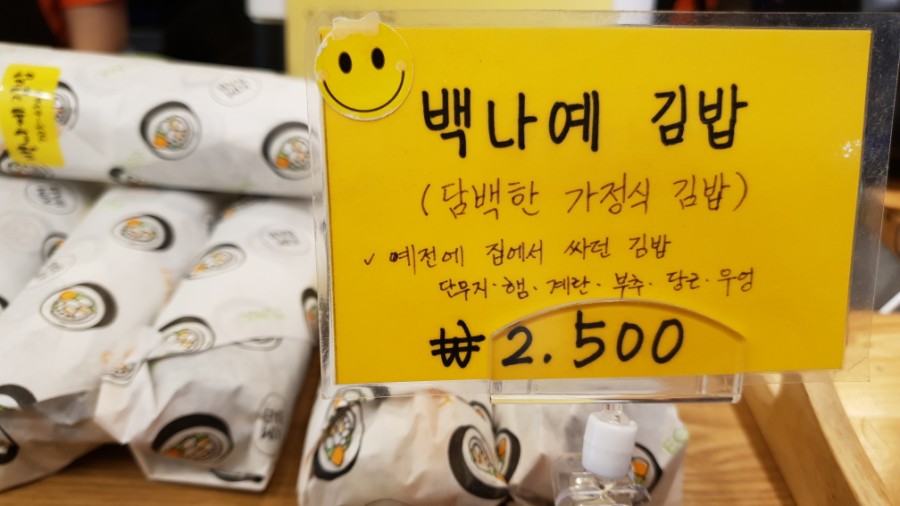 백나예 김밥
(담백한 가정식 김밥)
✓ 예전에 집에서 싸던 김밥
단무지·햄·계란·부추·당근·우엉
₩2.500